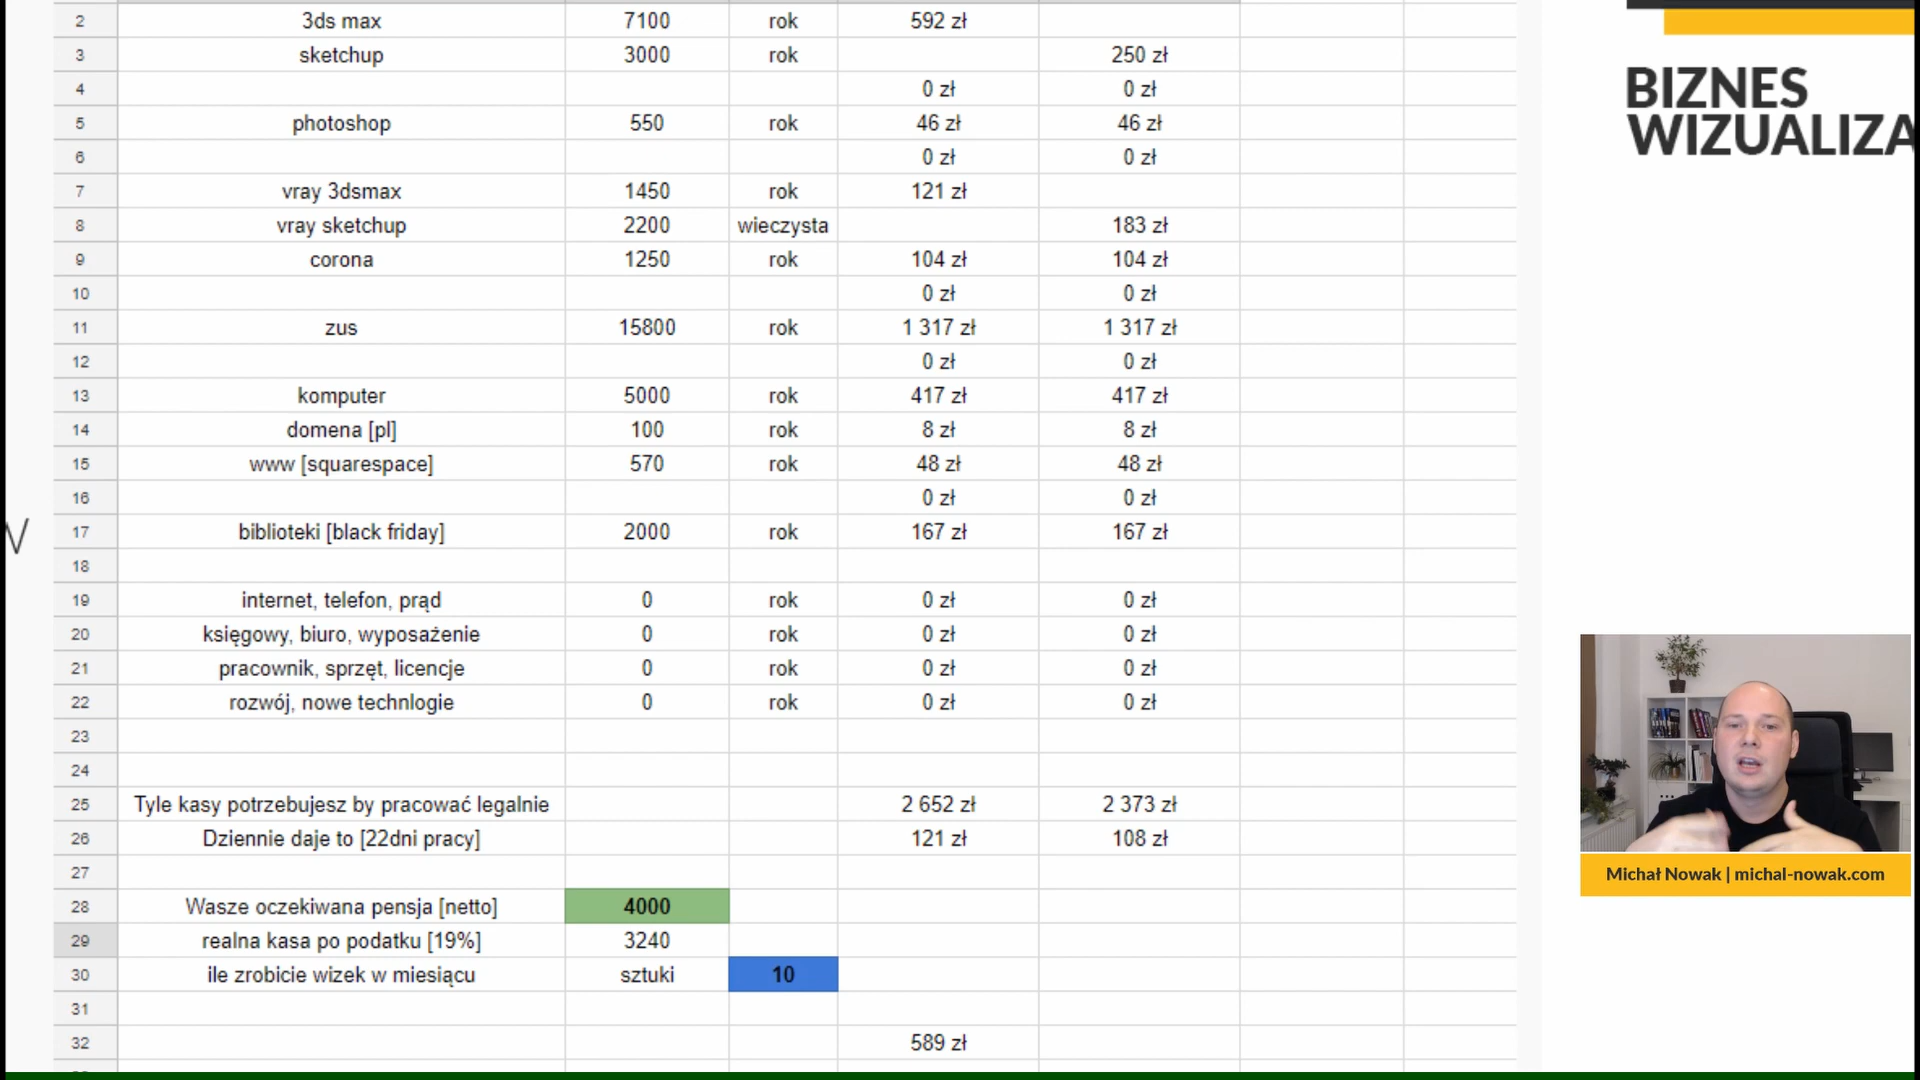 2 3ds max 7100 rok 592 zł
3 sketchup 3000 rok 250 zł
4 0 zł 0 zł
5 photoshop 550 rok 46 zł 46 zł
6 0 zł 0 zł
7 vray 3dsmax 1450 rok 121 zł
8 vray sketchup 2200 wieczysta 183 zł
9 corona 1250 rok 104 zł 104 zł
10 0 zł 0 zł
11 zus 15800 rok 1 317 zł 1 317 zł
12 0 zł 0 zł
13 komputer 5000 rok 417 zł 417 zł
14 domena [pl] 100 rok 8 zł 8 zł
15 www [squarespace] 570 rok 48 zł 48 zł
16 0 zł 0 zł
17 biblioteki [black friday] 2000 rok 167 zł 167 zł
18
19 internet, telefon, prąd 0 rok 0 zł 0 zł
20 księgowy, biuro, wyposażenie 0 rok 0 zł 0 zł
21 pracownik, sprzęt, licencje 0 rok 0 zł 0 zł
22 rozwój, nowe technlogie 0 rok 0 zł 0 zł
23
24
25 Tyle kasy potrzebujesz by pracować legalnie 2 652 zł 2 373 zł
26 Dziennie daje to [22dni pracy] 121 zł 108 zł
27
28 Wasze oczekiwana pensja [netto] 4000
29 realna kasa po podatku [19%] 3240
30 ile zrobicie wizek w miesiącu sztuki 10
31
32 589 zł
BIZNES
WIZUALIZA
Michał Nowak | michal-nowak.com